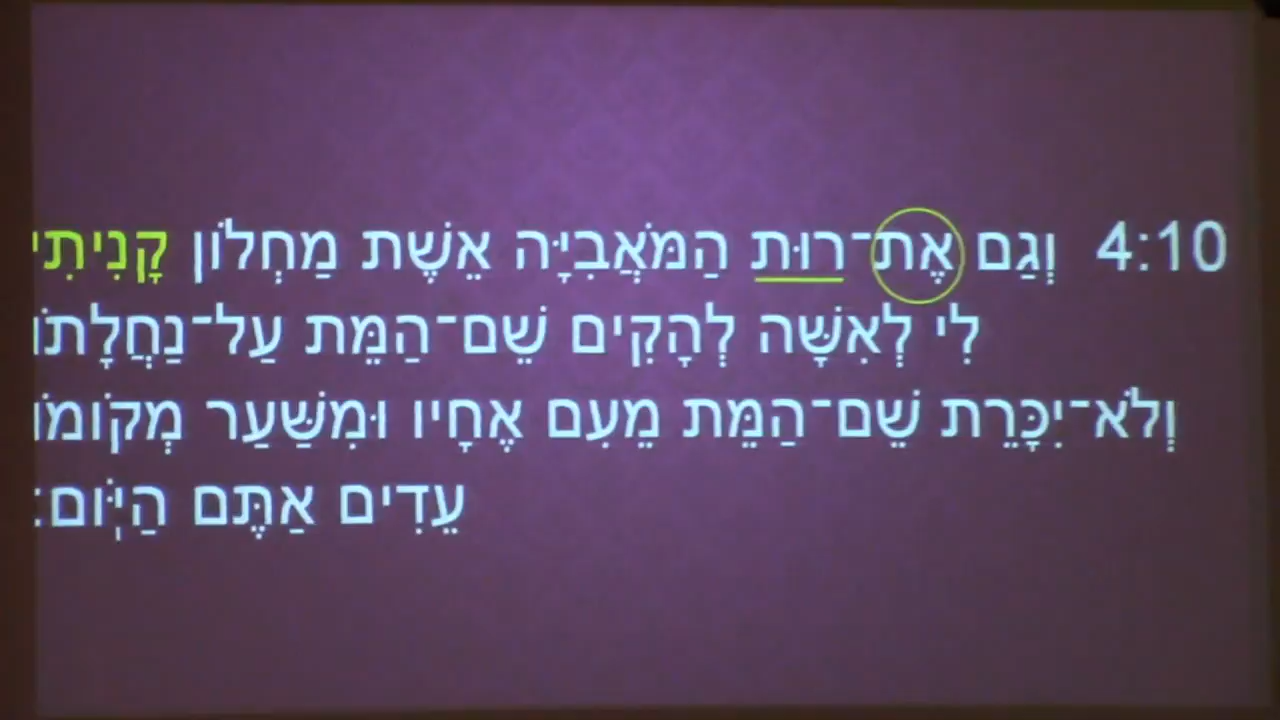 4:10 וְגַם אֶת־רוּת הַמֹּאֲבִיָּה אֵשֶׁת מַחְלוֹן קָנִיתִי
לִי לְאִשָּׁה לְהָקִים שֵׁם־הַמֵּת עַל־נַחֲלָתוֹ
וְלֹא־יִכָּרֵת שֵׁם־הַמֵּת מֵעִם אֶחָיו וּמִשַּׁעַר מְקוֹמוֹ
עֵדִים אַתֶּם הַיּֽוֹם׃